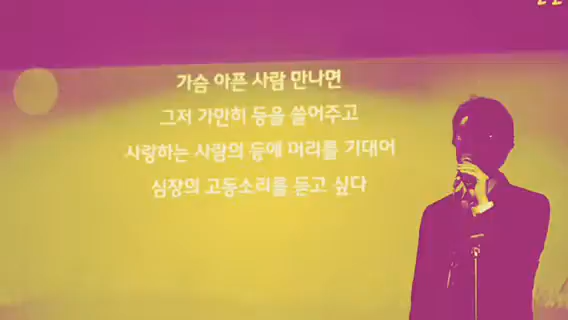 가슴 아픈 사람 만나면
그저 가만히 등을 쓸어주고
사랑하는 사람의 등에 머리를 기대어
심장의 고동소리를 듣고 싶다